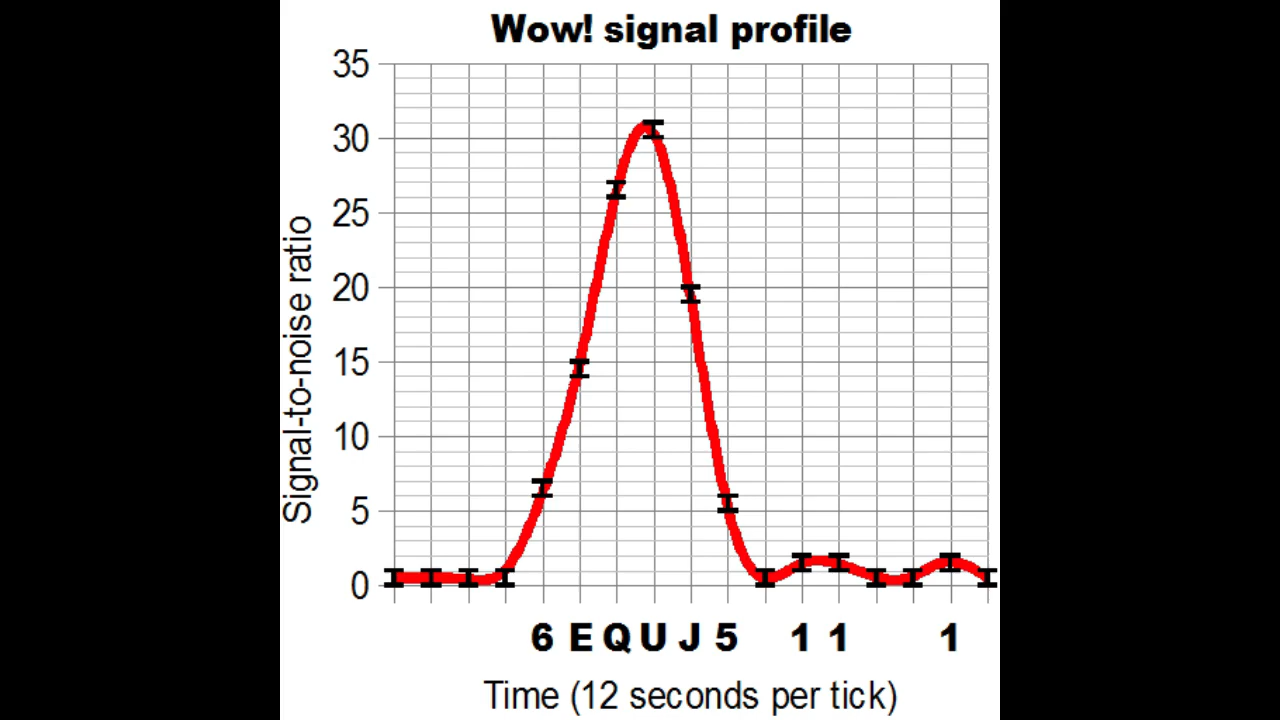 Wow! signal profile
35
30
25
20
15
10
5
0
Signal-to-noise ratio
6 E Q U J 5 1 1 1
Time (12 seconds per tick)